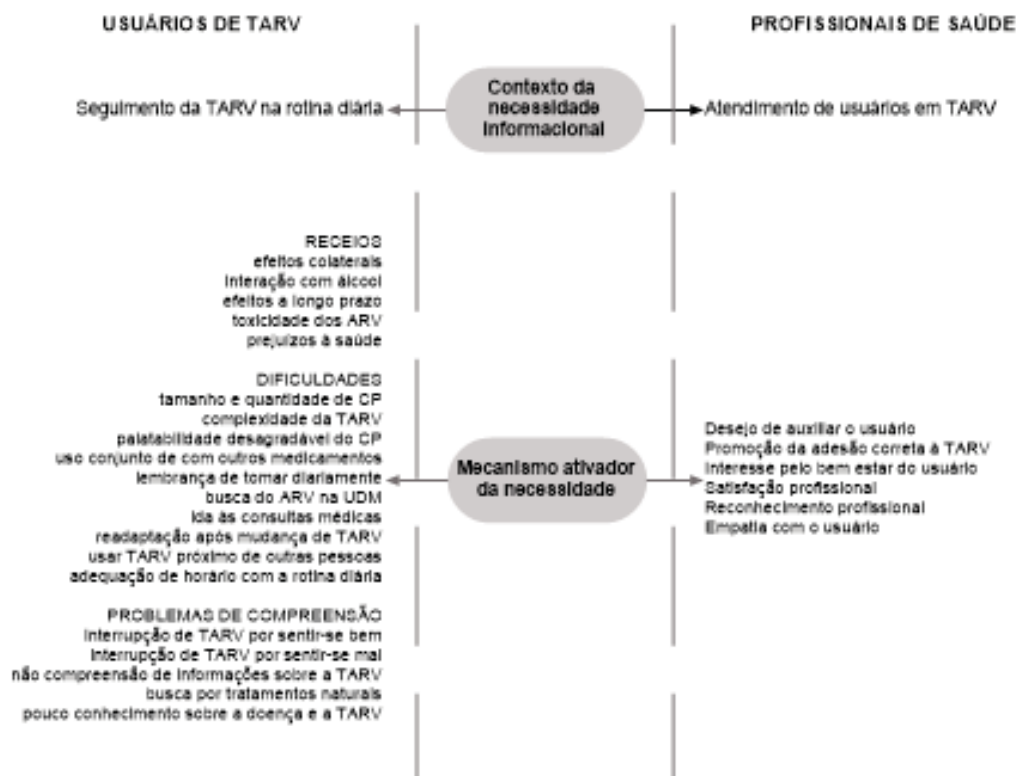 USUÁRIOS DE TARV
PROFISSIONAIS DE SAÚDE
Seguimento da TARV na rotina diária
Contexto da
necessidade
informacional
Atendimento de usuários em TARV
RECEIOS
efeitos colaterais
interação com álcool
efeitos a longo prazo
toxicidade dos ARV
prejuízos à saúde
DIFICULDADES
tamanho e quantidade de CP
complexidade da TARV
palatabilidade desagradável do CP
uso conjunto de com outros medicamentos
lembrança de tomar diariamente
busca do ARV na UDM
ida às consultas médicas
readaptação após mudança de TARV
usar TARV próximo de outras pessoas
adequação de horário com a rotina diária
Mecanismo ativador
da necessidade
Desejo de auxiliar o usuário
Promoção da adesão correta à TARV
Interesse pelo bem estar do usuário
Satisfação profissional
Reconhecimento profissional
Empatia com o usuário
PROBLEMAS DE COMPREENSÃO
interrupção de TARV por sentir-se bem
interrupção de TARV por sentir-se mal
não compreensão de informações sobre a TARV
busca por tratamentos naturais
pouco conhecimento sobre a doença e a TARV